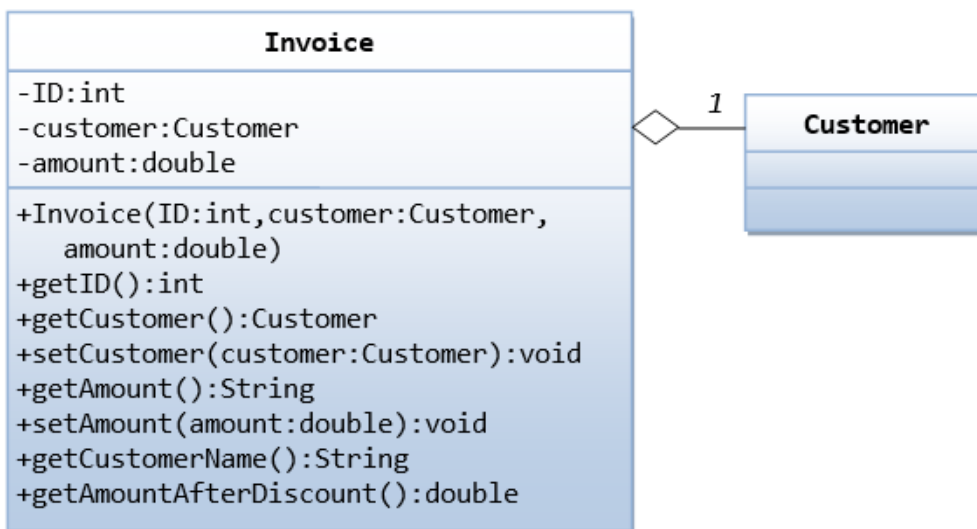 Invoice
-ID:int
-customer:Customer
-amount:double
+Invoice(ID:int,customer:Customer,
amount:double)
+getID():int
+getCustomer():Customer
+setCustomer(customer:Customer):void
+getAmount():String
+setAmount(amount:double):void
+getCustomerName():String
+getAmountAfterDiscount():double
1
Customer